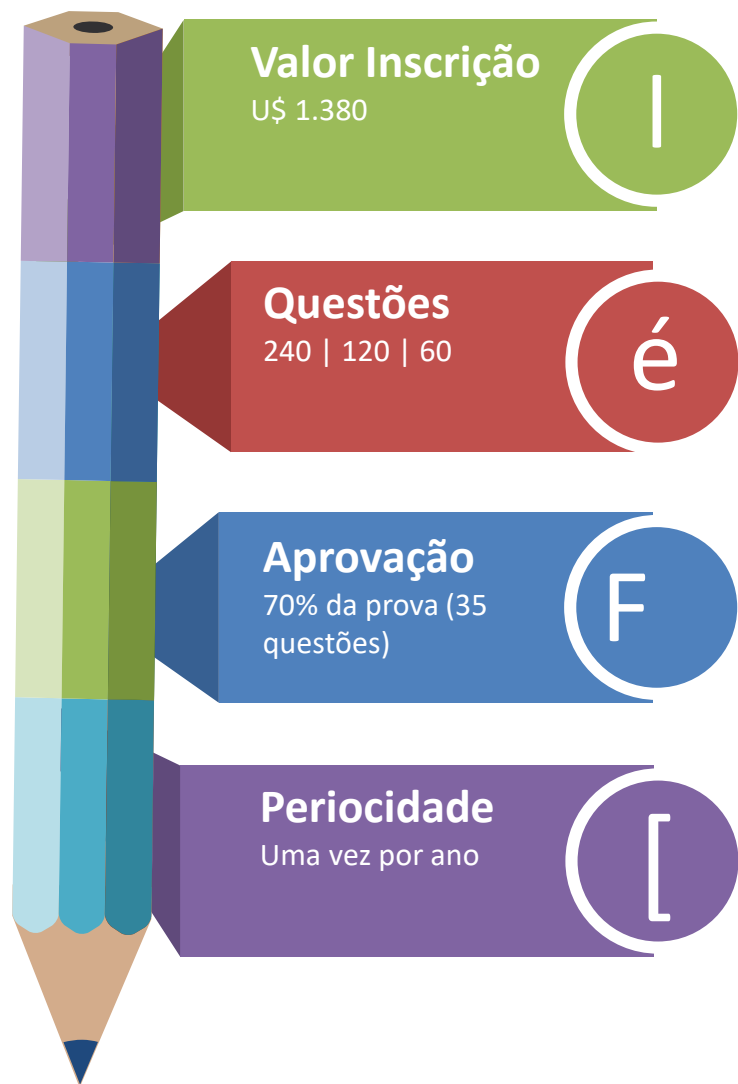 Valor Inscrição
U$ 1.380
I
Questões
240 | 120 | 60
é
Aprovação
70% da prova (35
questões)
F
Periocidade
Uma vez por ano
[